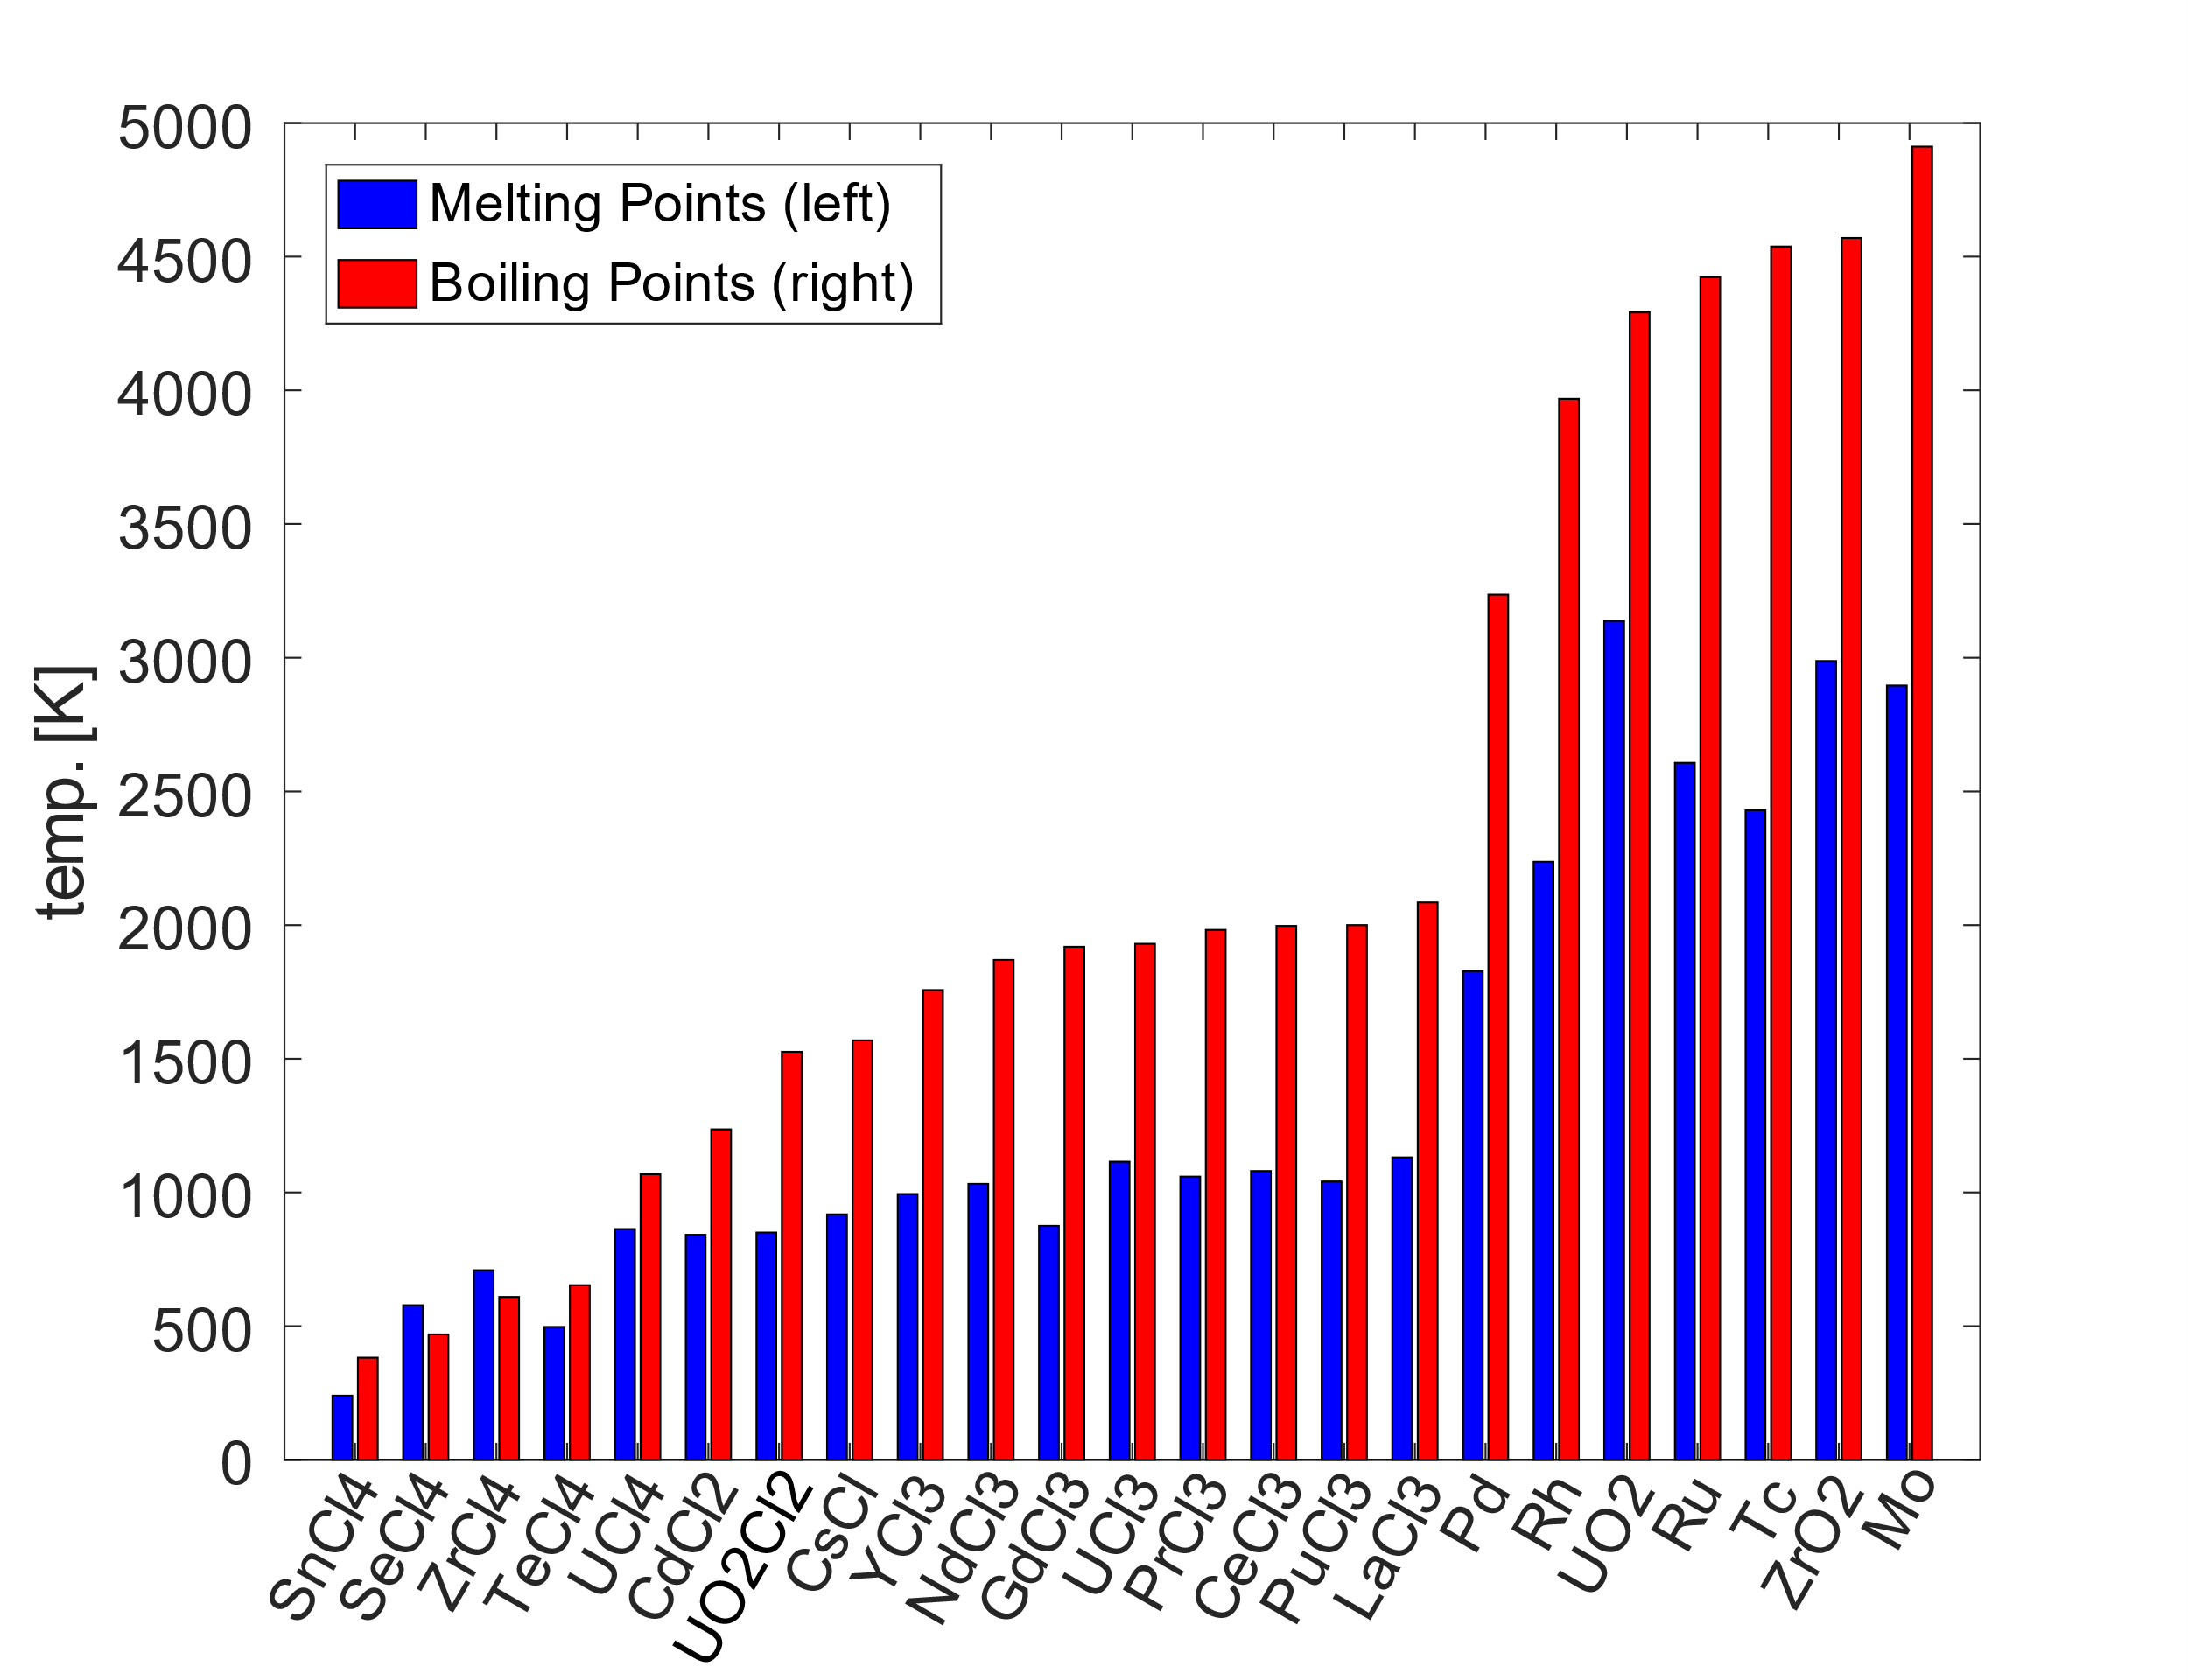 5000
4500
4000
3500
3000
2500
2000
1500
1000
500
0
temp. [K]
Melting Points (left)
Boiling Points (right)
SnCl4
SeCl4
ZrCl4
TeCl4
UCl4
CdCl2
UO2Cl2
CsCl
YCl3
NdCl3
GdCl3
UCl3
PrCl3
CeCl3
PuCl3
LaCl3
Pd
Rh
UO2
Ru
Tc
ZrO2
Mo